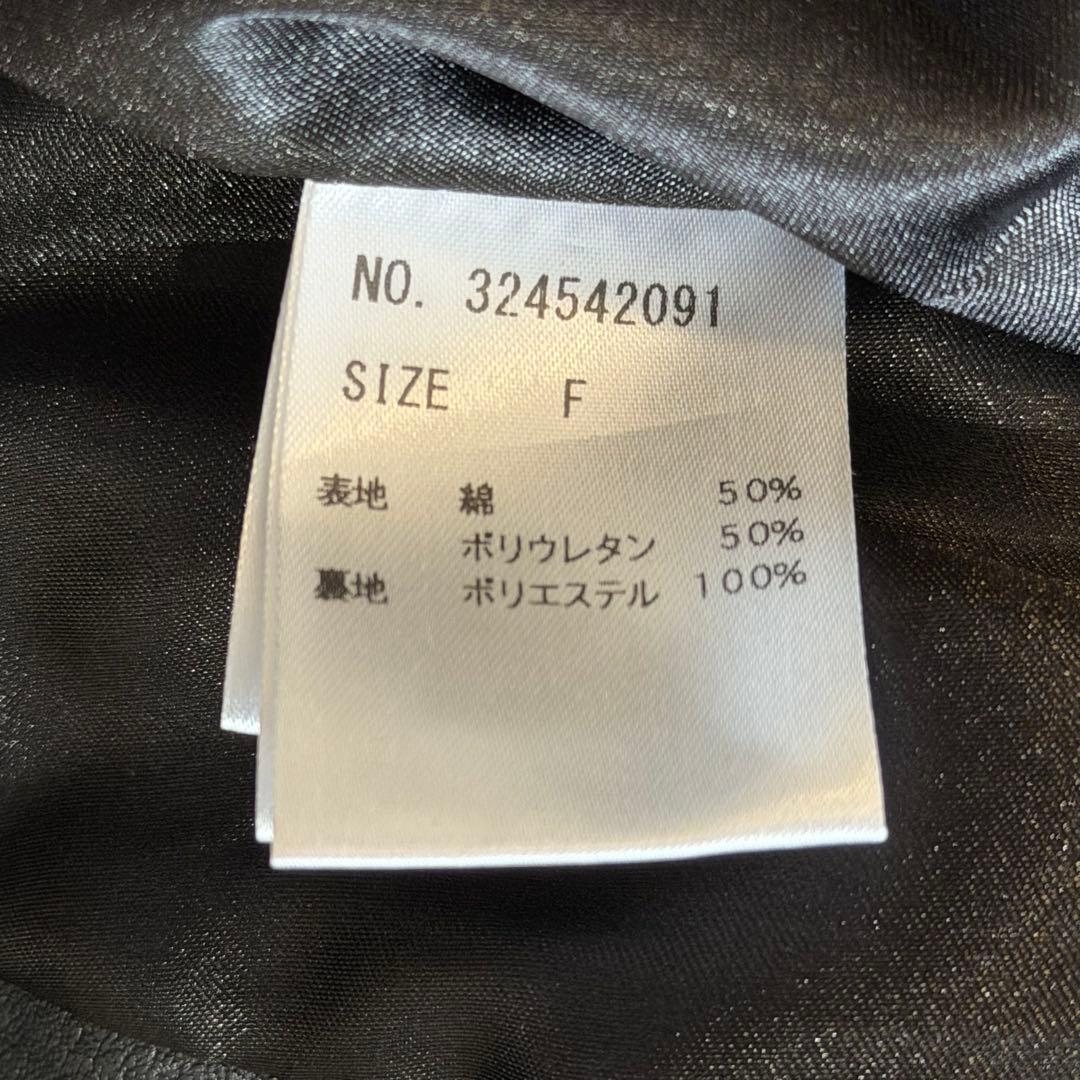 NO. 324542091
SIZE F
表地 綿 50%
ポリウレタン 50%
裏地 ポリエステル 100%